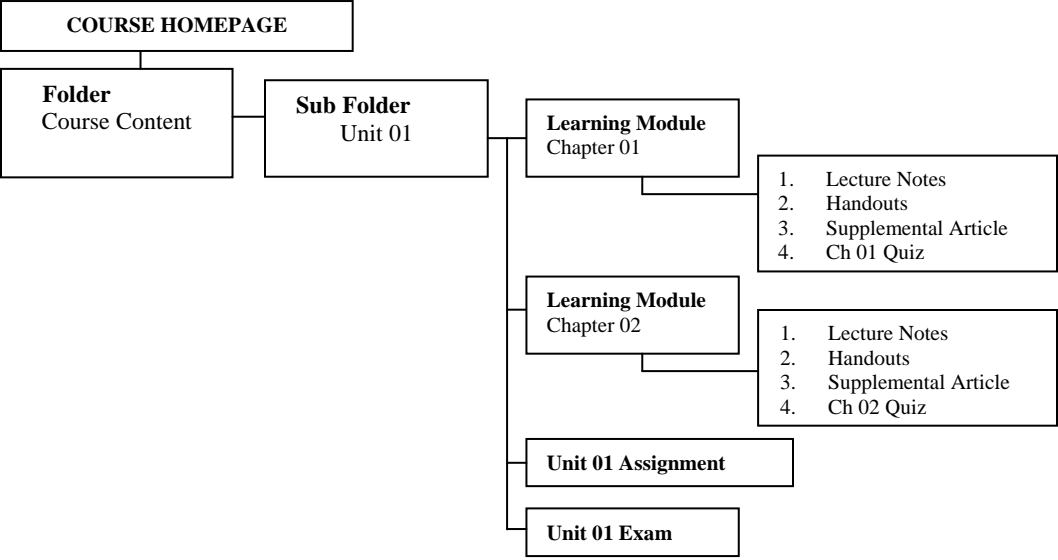 COURSE HOMEPAGE
Folder
Course Content
Sub Folder
Unit 01
Learning Module
Chapter 01
1. Lecture Notes
2. Handouts
3. Supplemental Article
4. Ch 01 Quiz
Learning Module
Chapter 02
1. Lecture Notes
2. Handouts
3. Supplemental Article
4. Ch 02 Quiz
Unit 01 Assignment
Unit 01 Exam